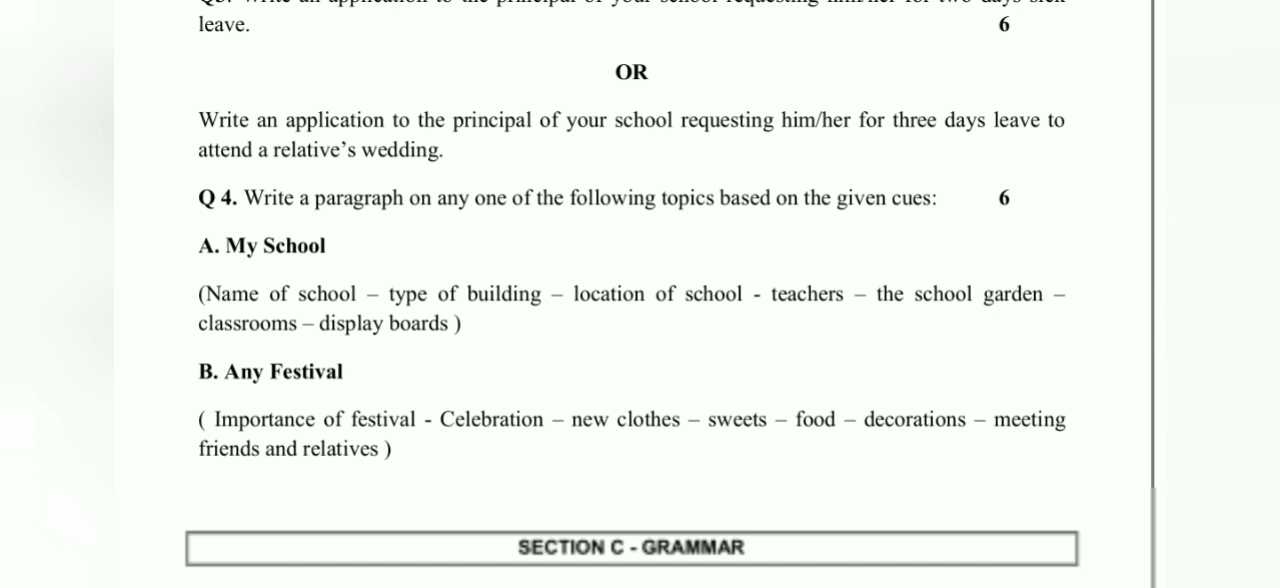 leave. 6
OR
Write an application to the principal of your school requesting him/her for three days leave to
attend a relative’s wedding.
Q 4. Write a paragraph on any one of the following topics based on the given cues: 6
A. My School
(Name of school – type of building – location of school - teachers – the school garden –
classrooms – display boards )
B. Any Festival
( Importance of festival - Celebration – new clothes – sweets – food – decorations – meeting
friends and relatives )
SECTION C - GRAMMAR